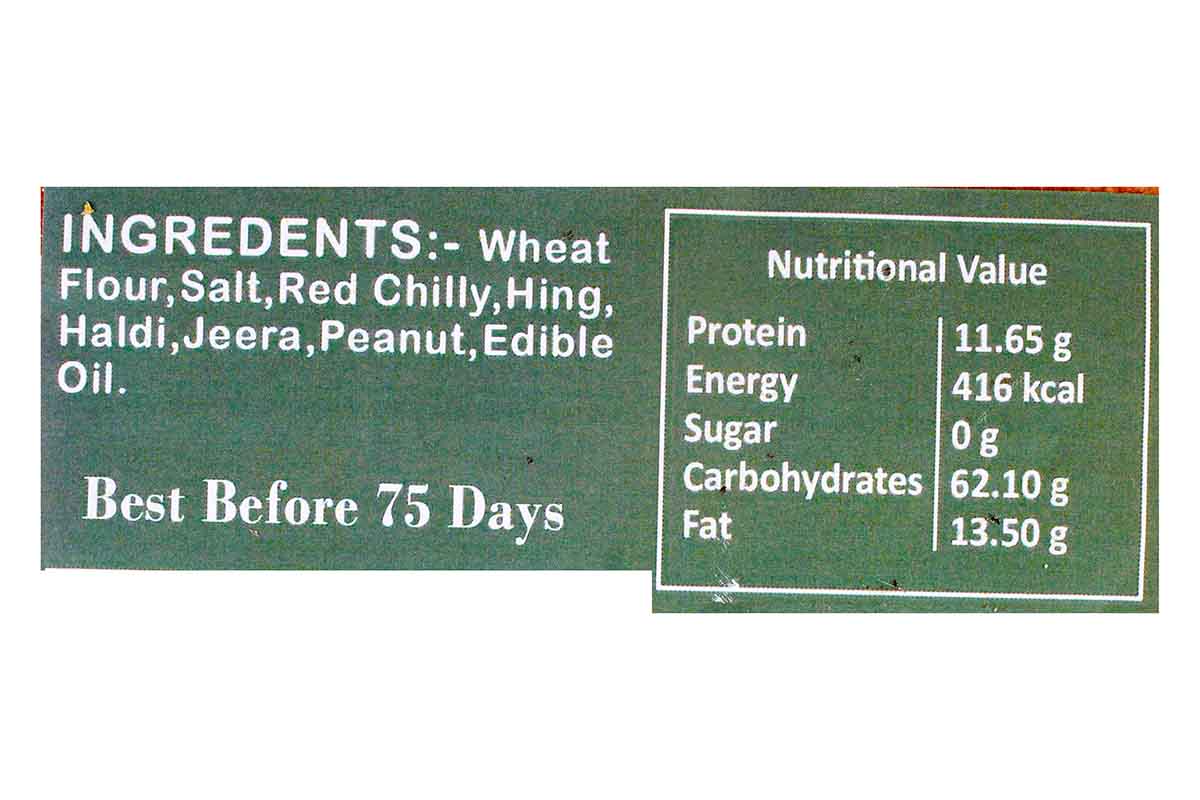 INGREDENTS:- Wheat
Flour,Salt,Red Chilly,Hing,
Haldi,Jeera,Peanut,Edible
Oil.
Best Before 75 Days
Nutritional Value
Protein 11.65 g
Energy 416 kcal
Sugar 0 g
Carbohydrates 62.10 g
Fat 13.50 g